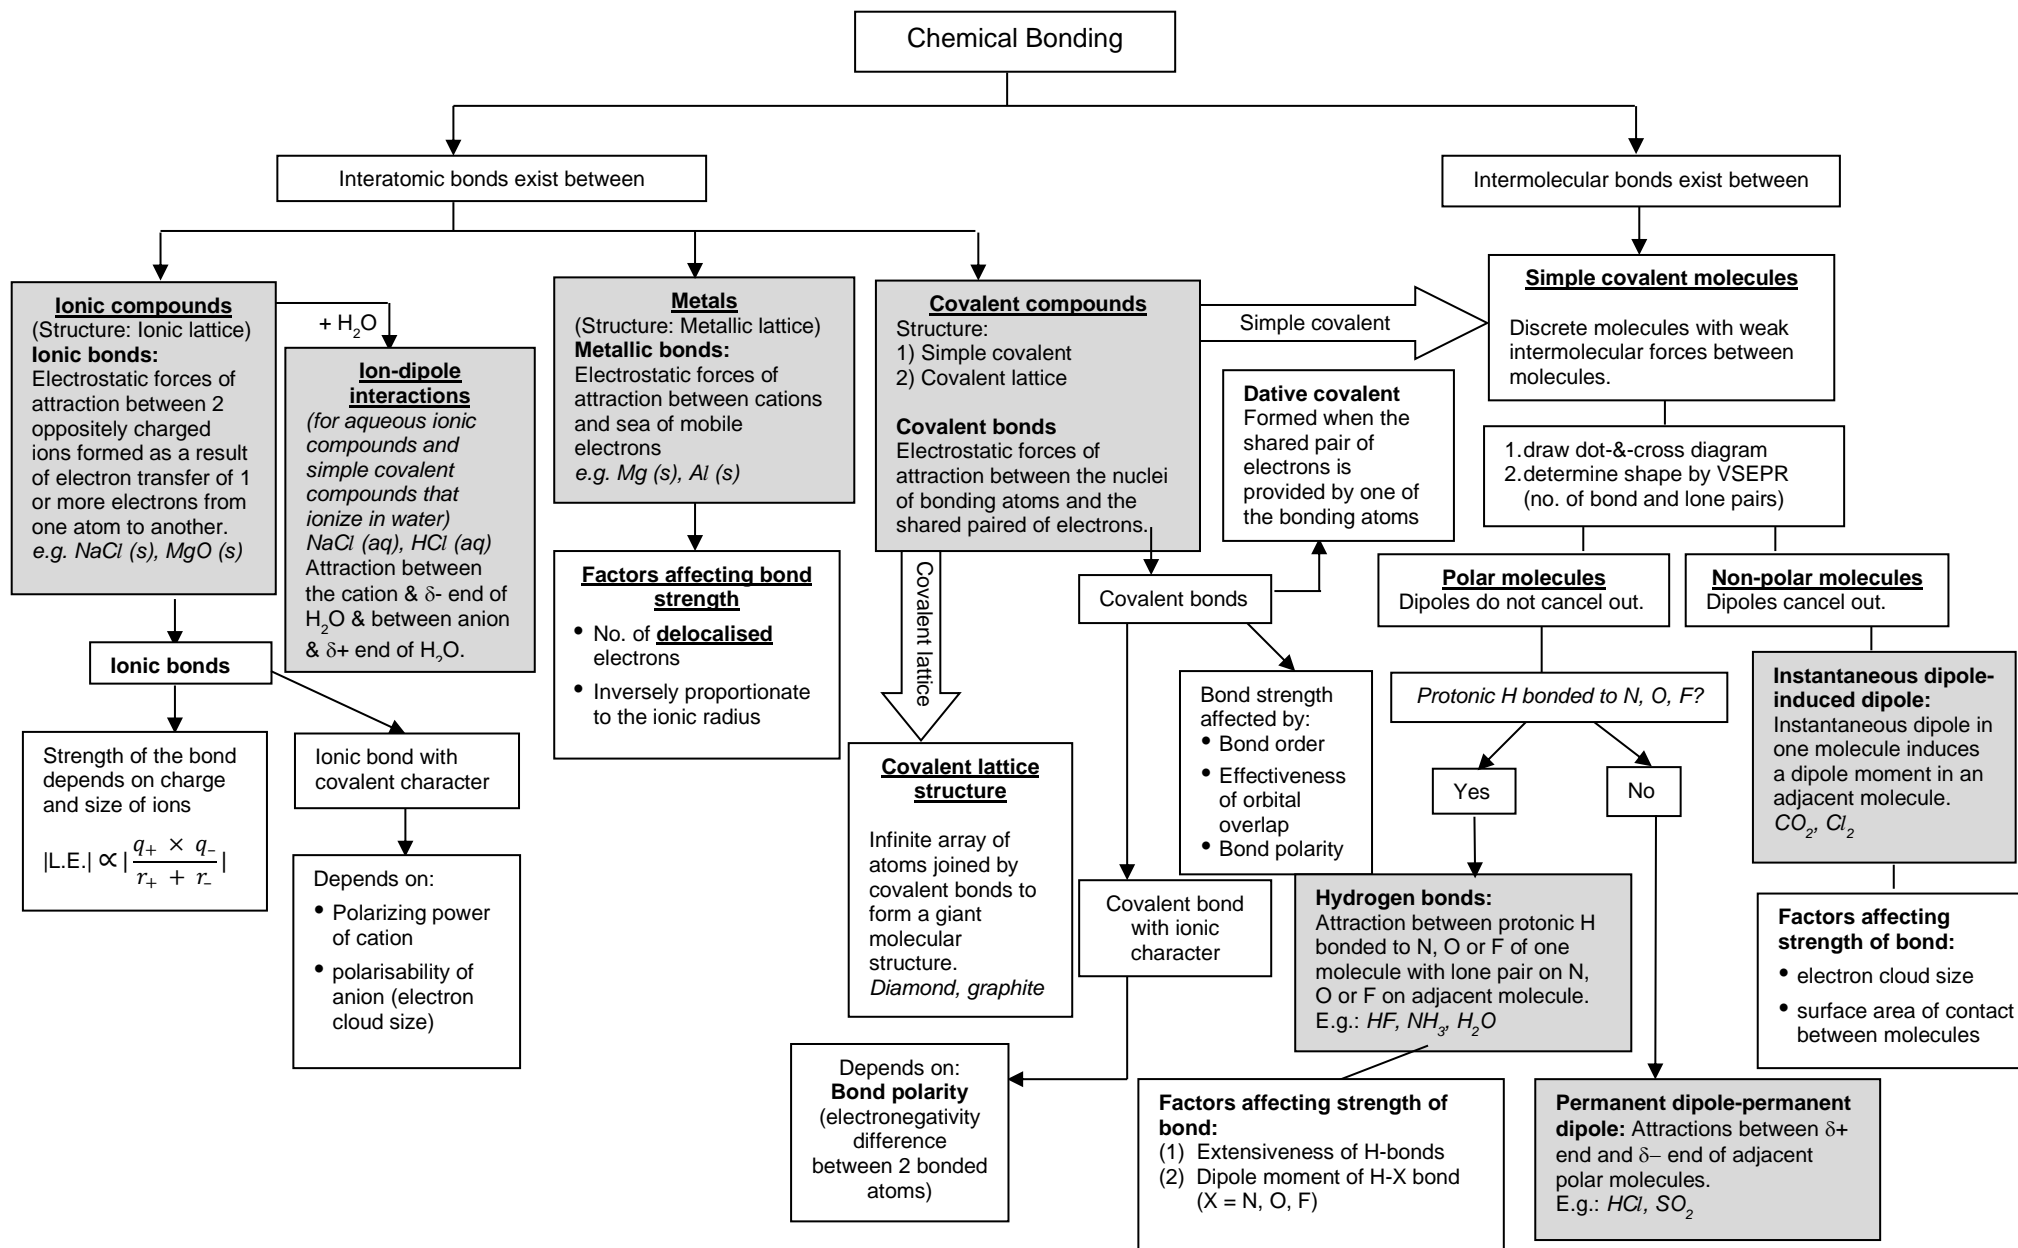 Chemical Bonding
Interatomic bonds exist between
Intermolecular bonds exist between
Ionic compounds
(Structure: Ionic lattice)
Ionic bonds:
Electrostatic forces of
attraction between 2
oppositely charged
ions formed as a result
of electron transfer of 1
or more electrons from
one atom to another.
e.g. NaCl (s), MgO (s)
+ H₂O
Ion-dipole
interactions
(for aqueous ionic
compounds and
simple covalent
compounds that
ionize in water)
NaCl (aq), HCl (aq)
Attraction between
the cation & δ- end of
H₂O & between anion
& δ+ end of H₂O.
Ionic bonds
Strength of the bond
depends on charge
and size of ions
|L.E.| ∝ |(q₊ × q₋)/(r₊ + r₋)|
Ionic bond with
covalent character
Depends on:
• Polarizing power
of cation
• polarisability of
anion (electron
cloud size)
Metals
(Structure: Metallic lattice)
Metallic bonds:
Electrostatic forces of
attraction between cations
and sea of mobile
electrons
e.g. Mg (s), Al (s)
Factors affecting bond
strength
• No. of delocalised
electrons
• Inversely proportionate
to the ionic radius
Covalent compounds
Structure:
1) Simple covalent
2) Covalent lattice
Covalent bonds
Electrostatic forces of
attraction between the nuclei
of bonding atoms and the
shared paired of electrons.
Simple covalent
Covalent lattice
Covalent lattice
structure
Infinite array of
atoms joined by
covalent bonds to
form a giant
molecular
structure.
Diamond, graphite
Covalent bonds
Dative covalent
Formed when the
shared pair of
electrons is
provided by one of
the bonding atoms
Bond strength
affected by:
• Bond order
• Effectiveness
of orbital
overlap
• Bond polarity
Covalent bond
with ionic
character
Depends on:
Bond polarity
(electronegativity
difference
between 2 bonded
atoms)
Simple covalent molecules
Discrete molecules with weak
intermolecular forces between
molecules.
1.draw dot-&-cross diagram
2.determine shape by VSEPR
(no. of bond and lone pairs)
Polar molecules
Dipoles do not cancel out.
Non-polar molecules
Dipoles cancel out.
Protonic H bonded to N, O, F?
Yes
No
Hydrogen bonds:
Attraction between protonic H
bonded to N, O or F of one
molecule with lone pair on N,
O or F on adjacent molecule.
E.g.: HF, NH₃, H₂O
Factors affecting strength of
bond:
(1) Extensiveness of H-bonds
(2) Dipole moment of H-X bond
(X = N, O, F)
Permanent dipole-permanent
dipole: Attractions between δ+
end and δ– end of adjacent
polar molecules.
E.g.: HCl, SO₂
Instantaneous dipole-
induced dipole:
Instantaneous dipole in
one molecule induces
a dipole moment in an
adjacent molecule.
CO₂, Cl₂
Factors affecting
strength of bond:
• electron cloud size
• surface area of contact
between molecules